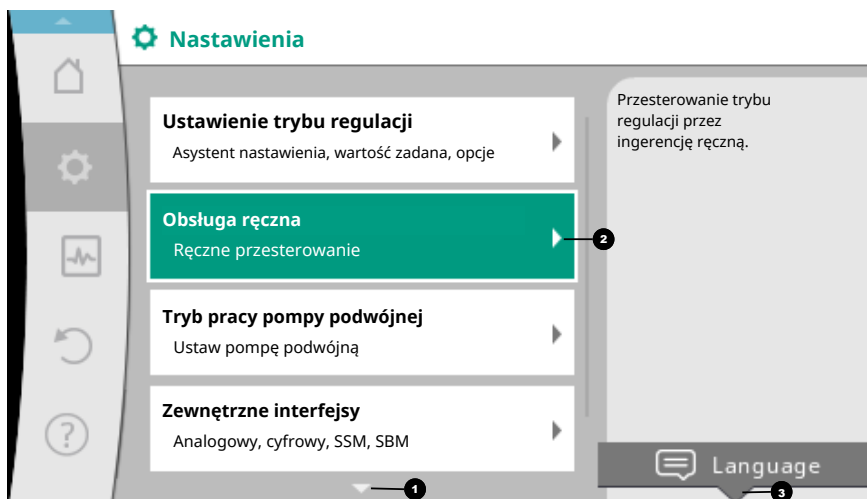 Nastawienia
Ustawienie trybu regulacji
Asystent nastawienia, wartość zadana, opcje
Obsługa ręczna
Ręczne przesterowanie
2
Tryb pracy pompy podwójnej
Ustaw pompę podwójną
Zewnętrzne interfejsy
Analogowy, cyfrowy, SSM, SBM
1
Przesterowanie trybu
regulacji przez
ingerencję ręczną.
Language
3
?